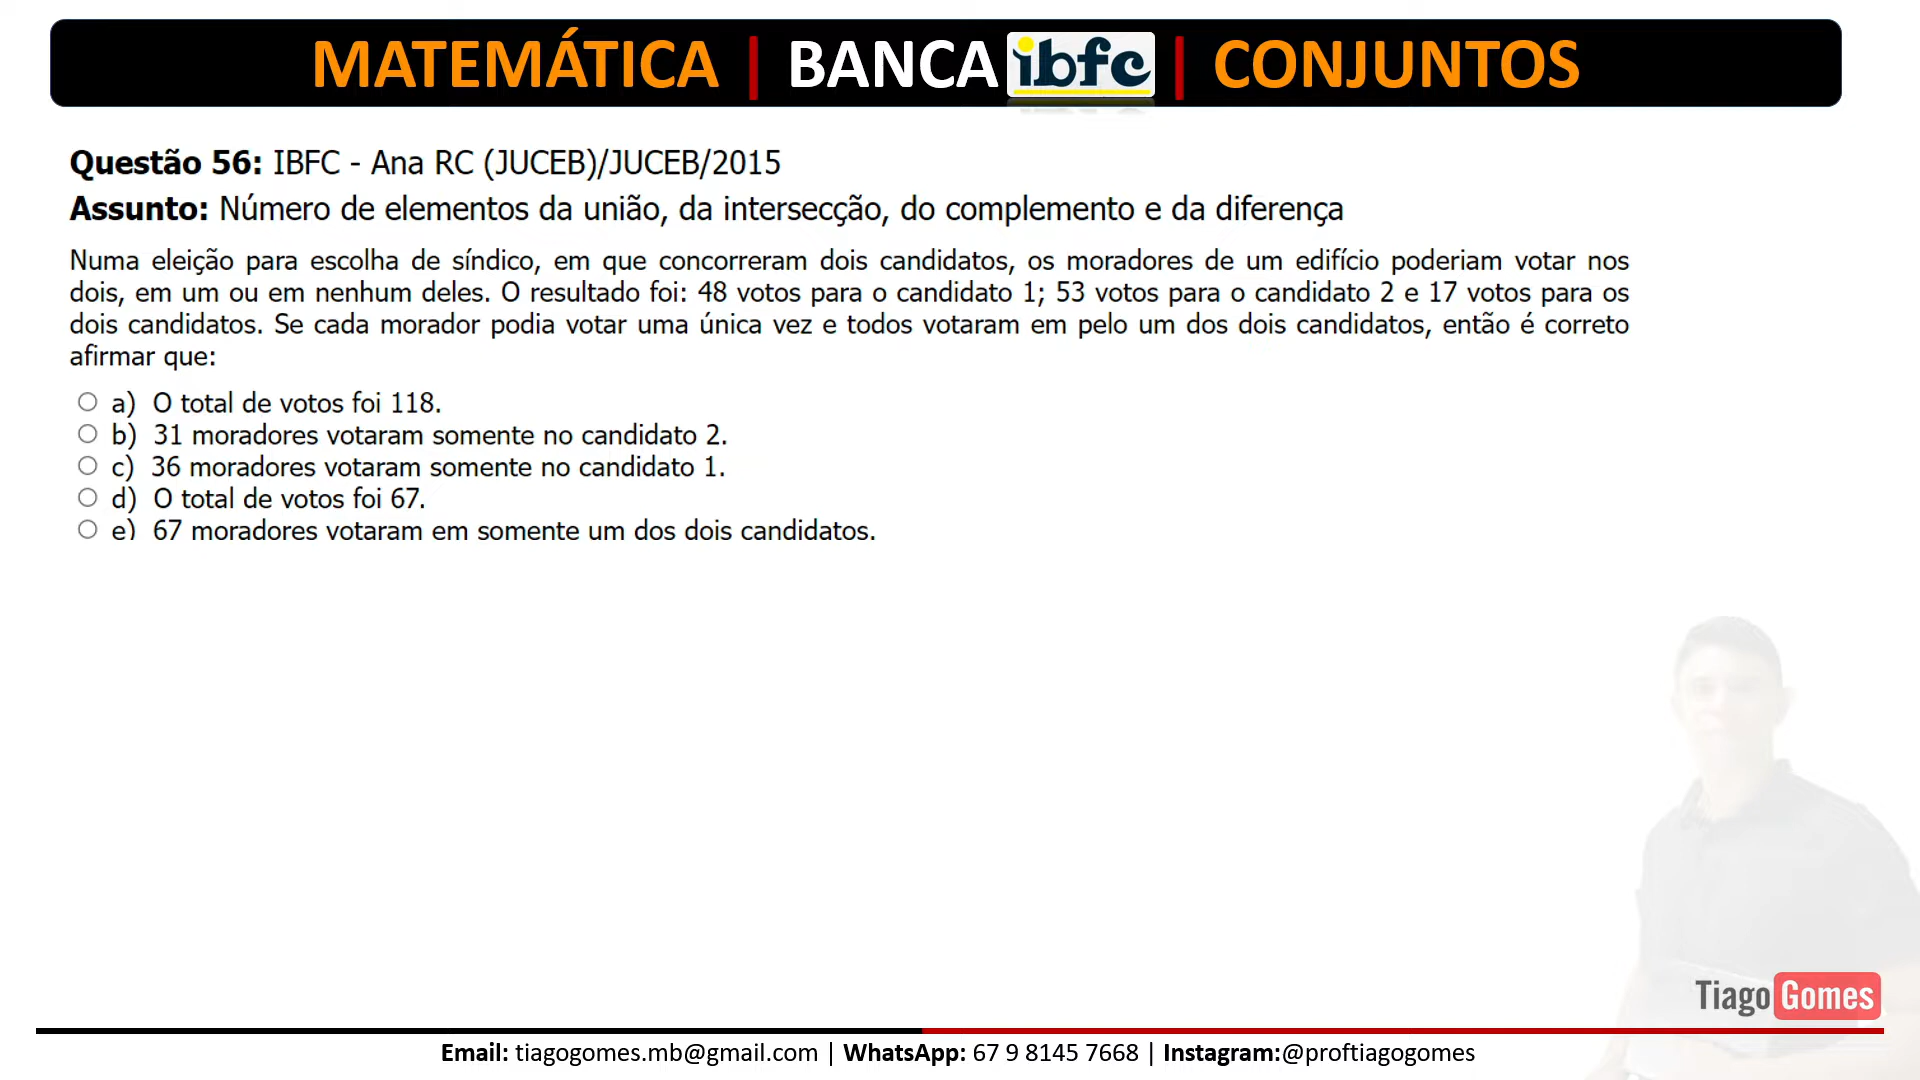 MATEMÁTICA | BANCA ibfc | CONJUNTOS
Questão 56: IBFC - Ana RC (JUCEB)/JUCEB/2015
Assunto: Número de elementos da união, da intersecção, do complemento e da diferença
Numa eleição para escolha de síndico, em que concorreram dois candidatos, os moradores de um edifício poderiam votar nos
dois, em um ou em nenhum deles. O resultado foi: 48 votos para o candidato 1; 53 votos para o candidato 2 e 17 votos para os
dois candidatos. Se cada morador podia votar uma única vez e todos votaram em pelo um dos dois candidatos, então é correto
afirmar que:
a) O total de votos foi 118.
b) 31 moradores votaram somente no candidato 2.
c) 36 moradores votaram somente no candidato 1.
d) O total de votos foi 67.
e) 67 moradores votaram em somente um dos dois candidatos.
Tiago Gomes
Email: tiagogomes.mb@gmail.com | WhatsApp: 67 9 8145 7668 | Instagram:@proftiagogomes